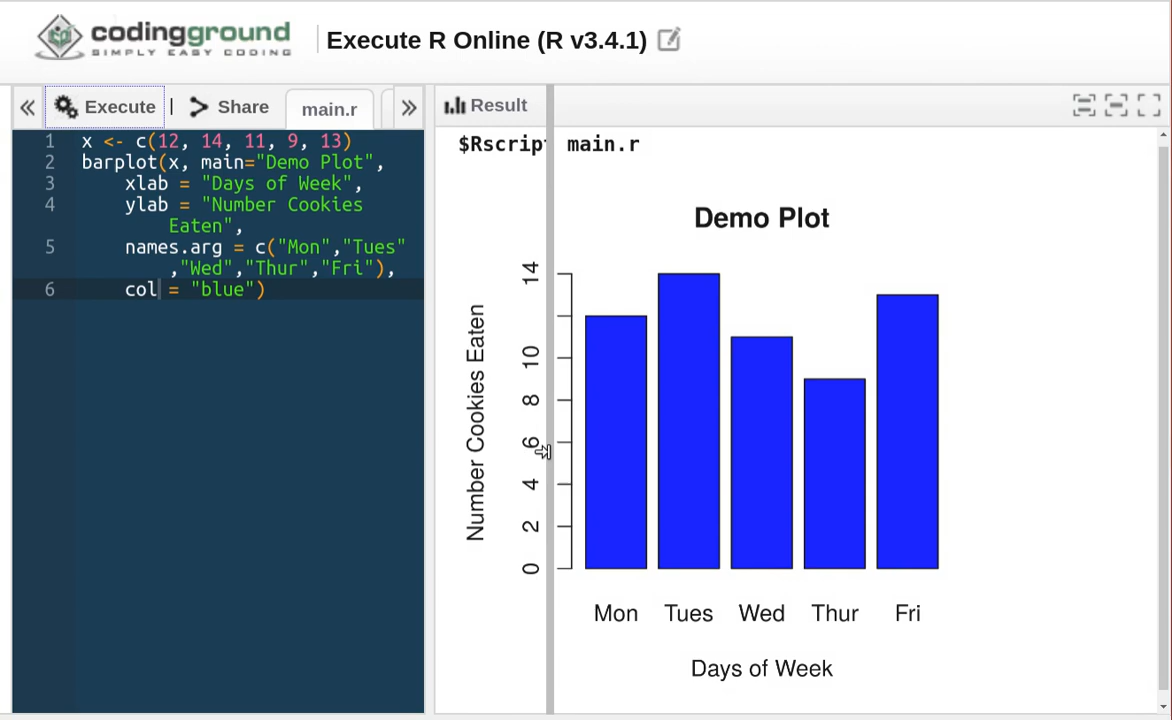 codingground
SIMPLY EASY CODING
Execute R Online (R v3.4.1)
« Execute | Share main.r »
Result
1 x <- c(12, 14, 11, 9, 13)
2 barplot(x, main="Demo Plot",
3 xlab = "Days of Week",
4 ylab = "Number Cookies
Eaten",
5 names.arg = c("Mon","Tues"
,"Wed","Thur","Fri"),
6 col = "blue")
$Rscrip main.r
Demo Plot
Number Cookies Eaten
14
10
8
6
4
2
0
Mon Tues Wed Thur Fri
Days of Week